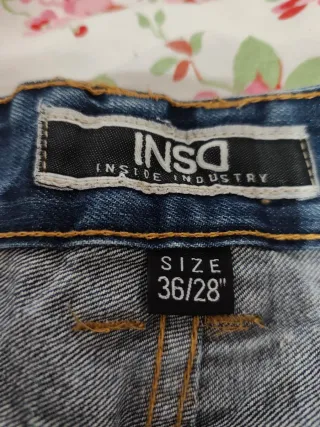 INSD
INSIDE INDUSTRY
SIZE
36/28"